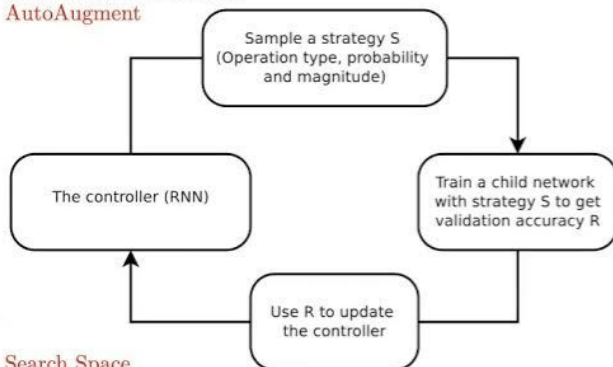 AutoAugment
Sample a strategy S
(Operation type, probability
and magnitude)
The controller (RNN)
Train a child network
with strategy S to get
validation accuracy R
Use R to update
the controller
Search Space